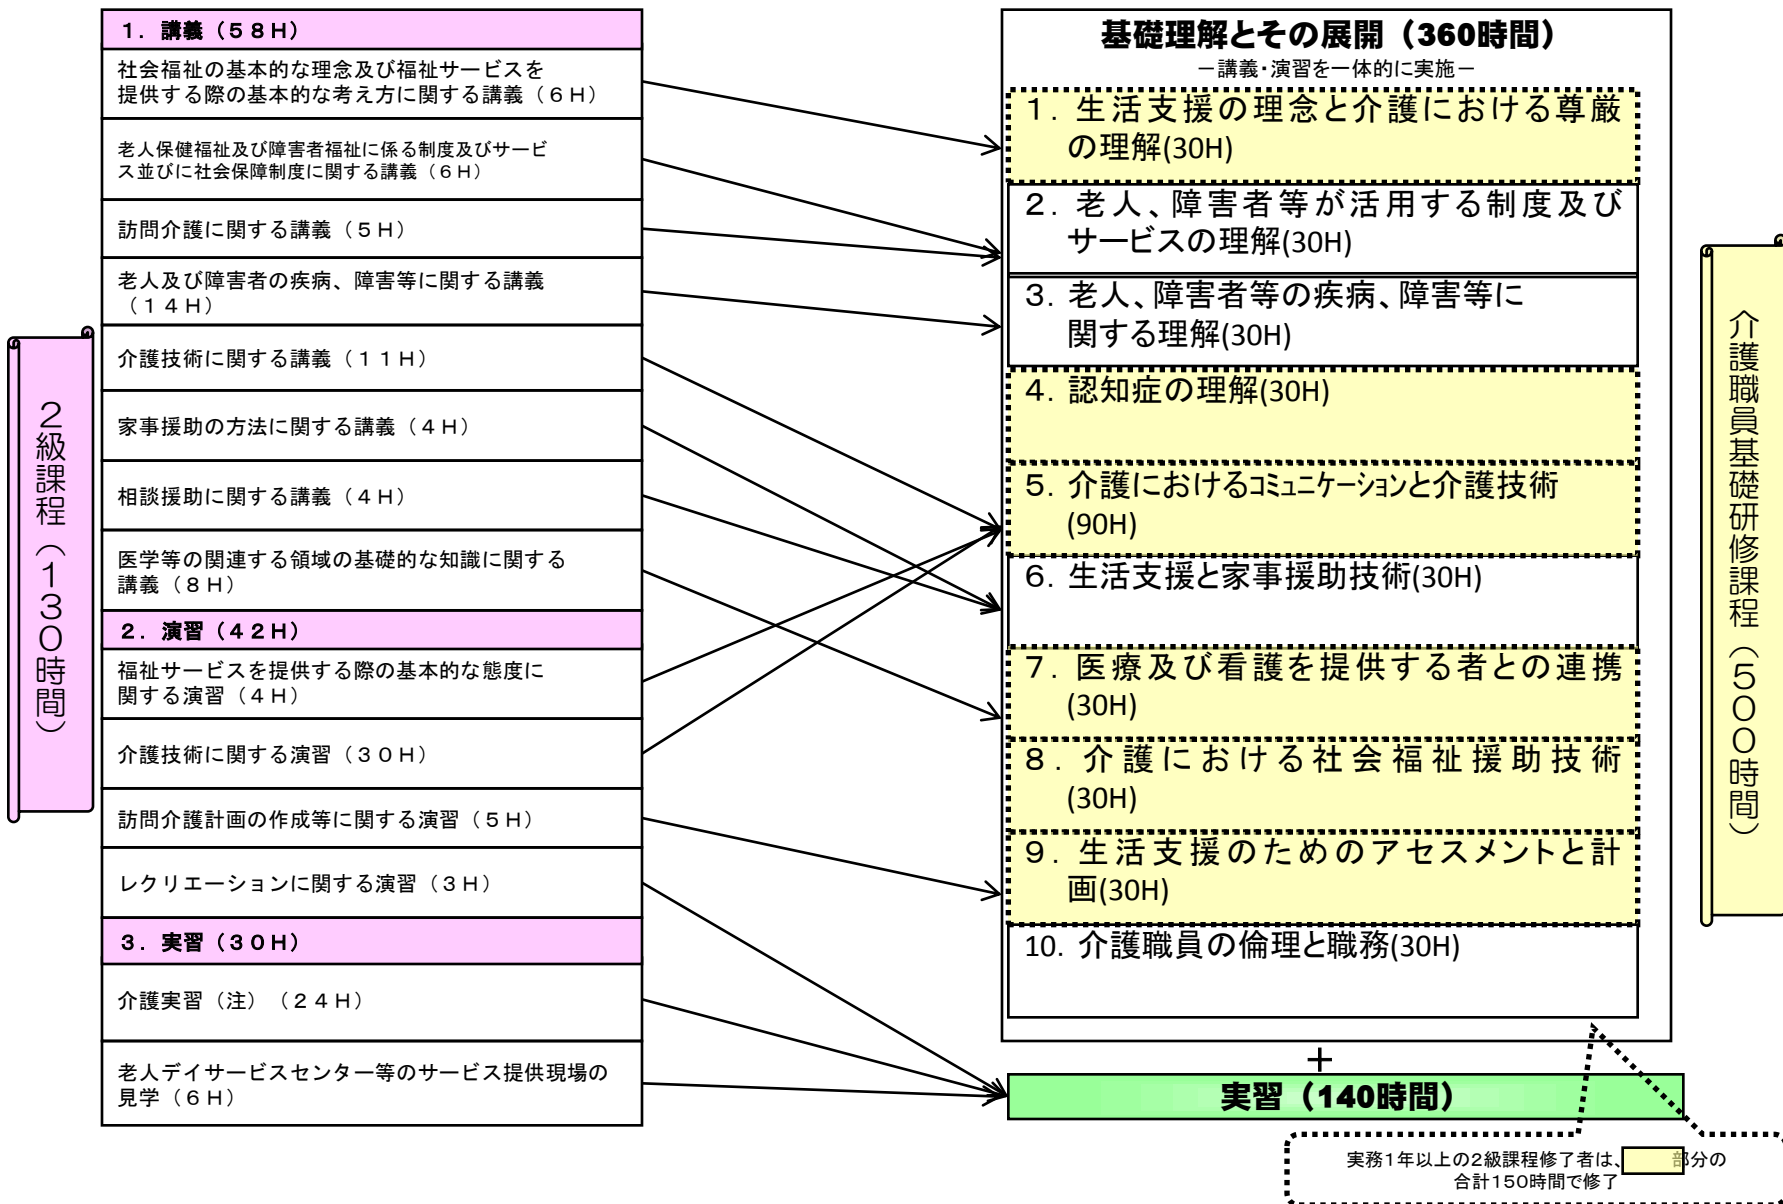 2級課程（130時間）
1．講義（58H）
社会福祉の基本的な理念及び福祉サービスを
提供する際の基本的な考え方に関する講義（6H）
老人保健福祉及び障害者福祉に係る制度及びサービ
ス並びに社会保障制度に関する講義（6H）
訪問介護に関する講義（5H）
老人及び障害者の疾病、障害等に関する講義
（14H）
介護技術に関する講義（11H）
家事援助の方法に関する講義（4H）
相談援助に関する講義（4H）
医学等の関連する領域の基礎的な知識に関する
講義（8H）
2．演習（42H）
福祉サービスを提供する際の基本的な態度に
関する演習（4H）
介護技術に関する演習（30H）
訪問介護計画の作成等に関する演習（5H）
レクリエーションに関する演習（3H）
3．実習（30H）
介護実習（注）（24H）
老人デイサービスセンター等のサービス提供現場の
見学（6H）
基礎理解とその展開（360時間）
－講義・演習を一体的に実施－
1．生活支援の理念と介護における尊厳
の理解(30H)
2．老人、障害者等が活用する制度及び
サービスの理解(30H)
3．老人、障害者等の疾病、障害等に
関する理解(30H)
4．認知症の理解(30H)
5．介護におけるコミュニケーションと介護技術
(90H)
6．生活支援と家事援助技術(30H)
7．医療及び看護を提供する者との連携
(30H)
8．介護における社会福祉援助技術
(30H)
9．生活支援のためのアセスメントと計
画(30H)
10．介護職員の倫理と職務(30H)
＋
実習（140時間）
実務1年以上の2級課程修了者は、 部分の
合計150時間で修了
介護職員基礎研修課程（500時間）